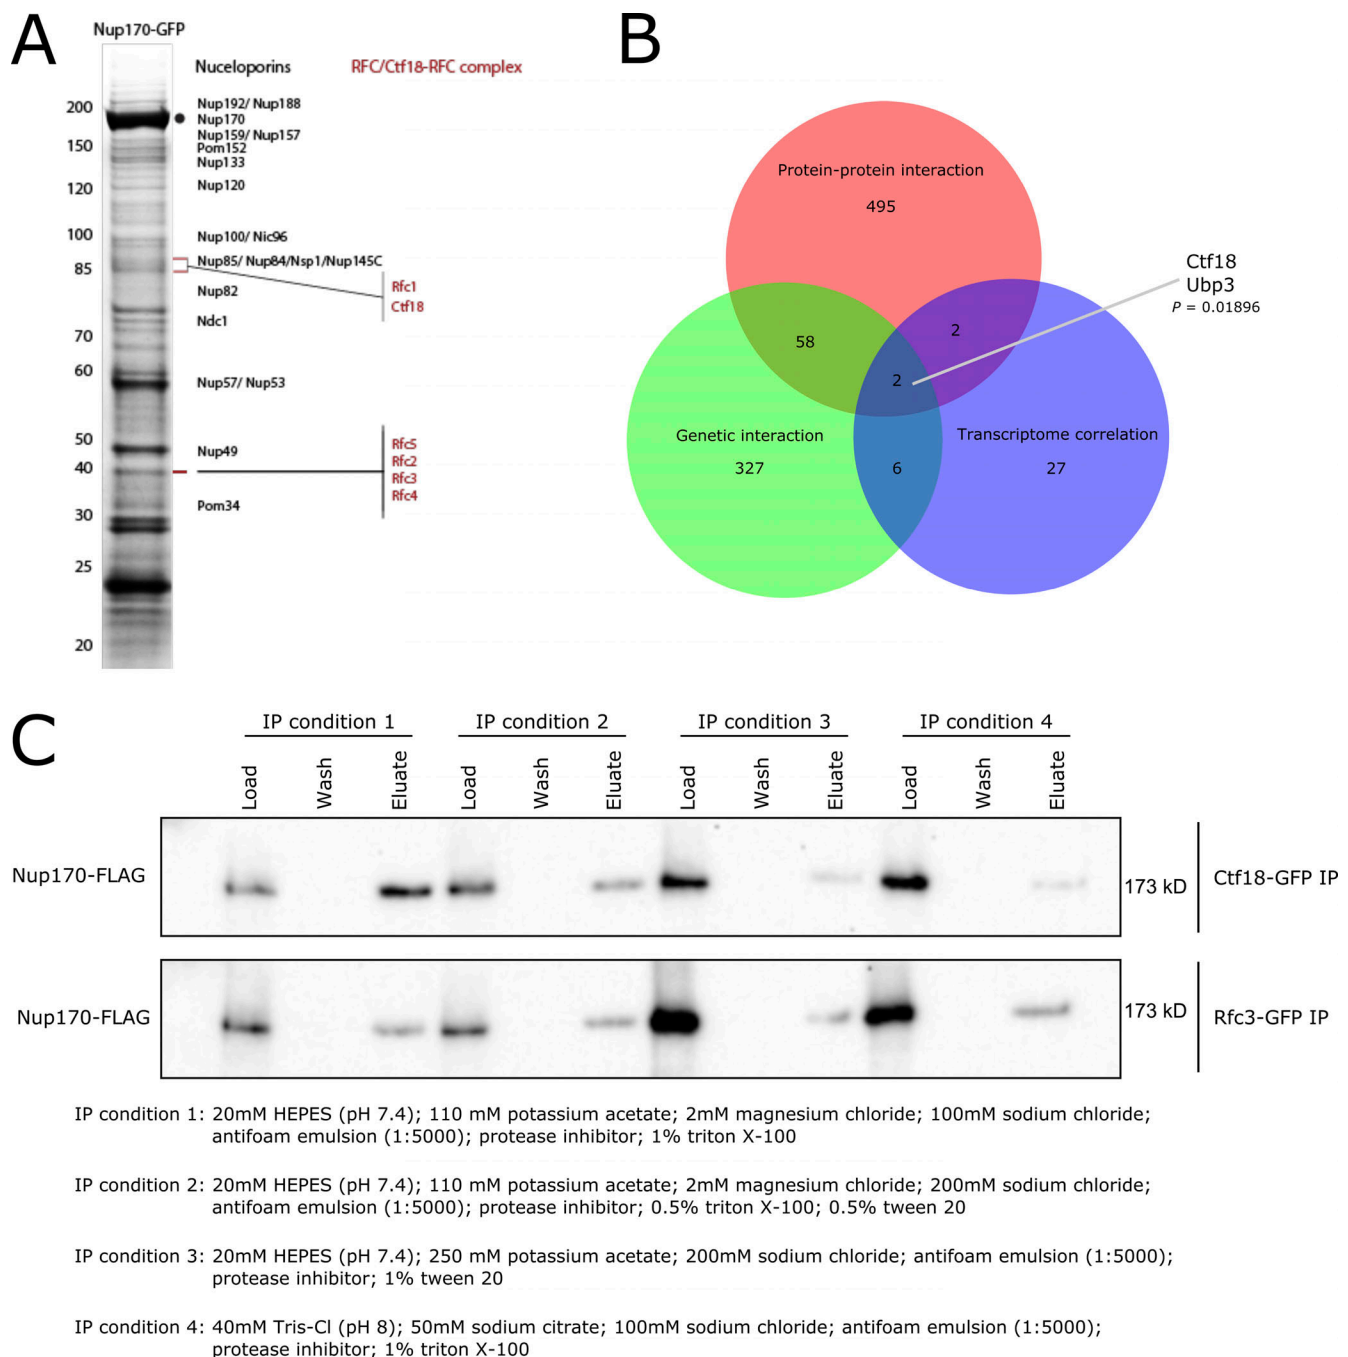 A
Nup170-GFP
Nuceloporins
RFC/Ctf18-RFC complex
200
150
120
100
85
70
60
50
40
30
25
20
Nup192/ Nup188
Nup170
Nup159/ Nup157
Pom152
Nup133
Nup120
Nup100/ Nic96
Nup85/ Nup84/Nsp1/Nup145C
Nup82
Ndc1
Nup57/ Nup53
Nup49
Pom34
Rfc1
Ctf18
Rfc5
Rfc2
Rfc3
Rfc4
B
Protein-protein interaction
495
58
2
2
Genetic interaction
327
6
Transcriptome correlation
27
Ctf18
Ubp3
P = 0.01896
C
IP condition 1
IP condition 2
IP condition 3
IP condition 4
Load
Wash
Eluate
Load
Wash
Eluate
Load
Wash
Eluate
Load
Wash
Eluate
Nup170-FLAG
173 kD
Ctf18-GFP IP
Nup170-FLAG
173 kD
Rfc3-GFP IP
IP condition 1: 20mM HEPES (pH 7.4); 110 mM potassium acetate; 2mM magnesium chloride; 100mM sodium chloride;
antifoam emulsion (1:5000); protease inhibitor; 1% triton X-100
IP condition 2: 20mM HEPES (pH 7.4); 110 mM potassium acetate; 2mM magnesium chloride; 200mM sodium chloride;
antifoam emulsion (1:5000); protease inhibitor; 0.5% triton X-100; 0.5% tween 20
IP condition 3: 20mM HEPES (pH 7.4); 250 mM potassium acetate; 200mM sodium chloride; antifoam emulsion (1:5000);
protease inhibitor; 1% tween 20
IP condition 4: 40mM Tris-Cl (pH 8); 50mM sodium citrate; 100mM sodium chloride; antifoam emulsion (1:5000);
protease inhibitor; 1% triton X-100